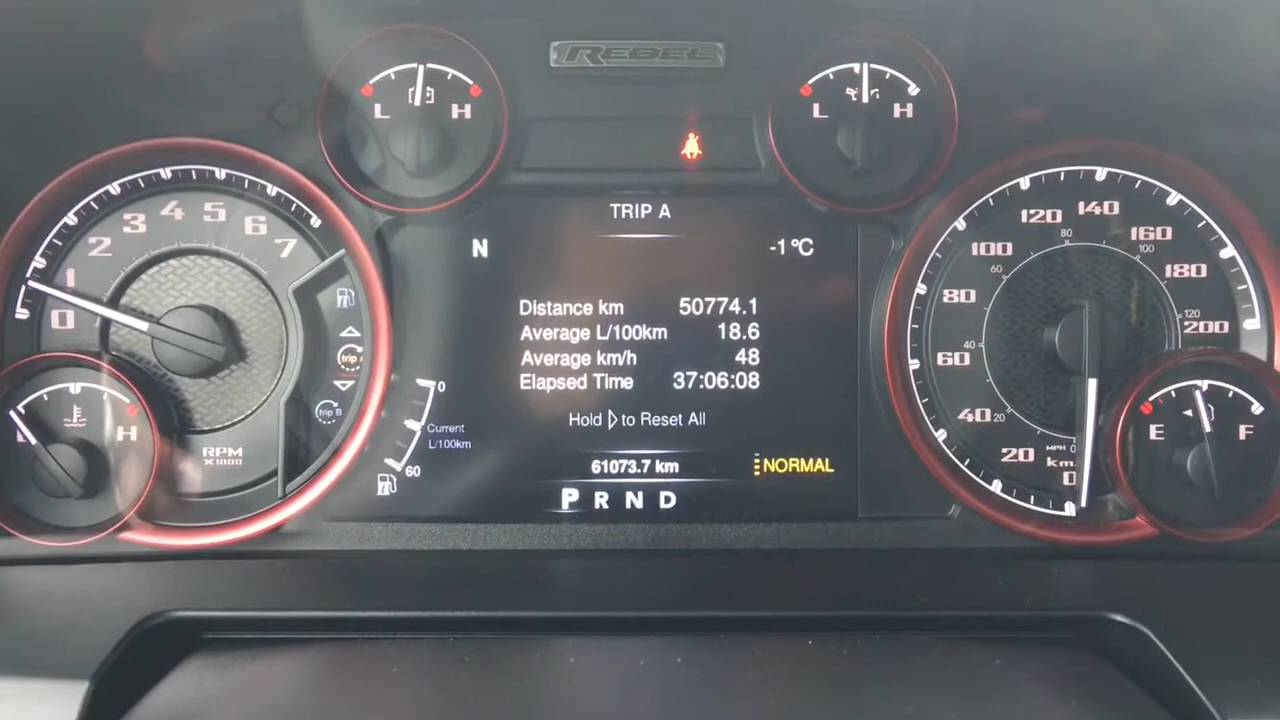 REBEL
L H
L H
TRIP A
N -1°C
Distance km 50774.1
Average L/100km 18.6
Average km/h 48
Elapsed Time 37:06:08
Hold ▷ to Reset All
61073.7 km NORMAL
P R N D
0 1 2 3 4 5 6 7
RPM
X1000
trip A
trip B
H
0
Current
L/100km
60
0 20 40 60 80 100 120 140 160 180 200
0 20 40 60 80 100 120
MPH
km
E F